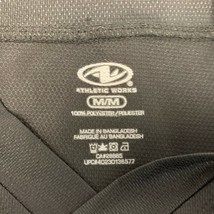 ATHLETIC WORKS
M/M
100% POLYESTER/POLYESTER
MADE IN BANGLADESH
FABRIQUÉ AU BANGLADESH